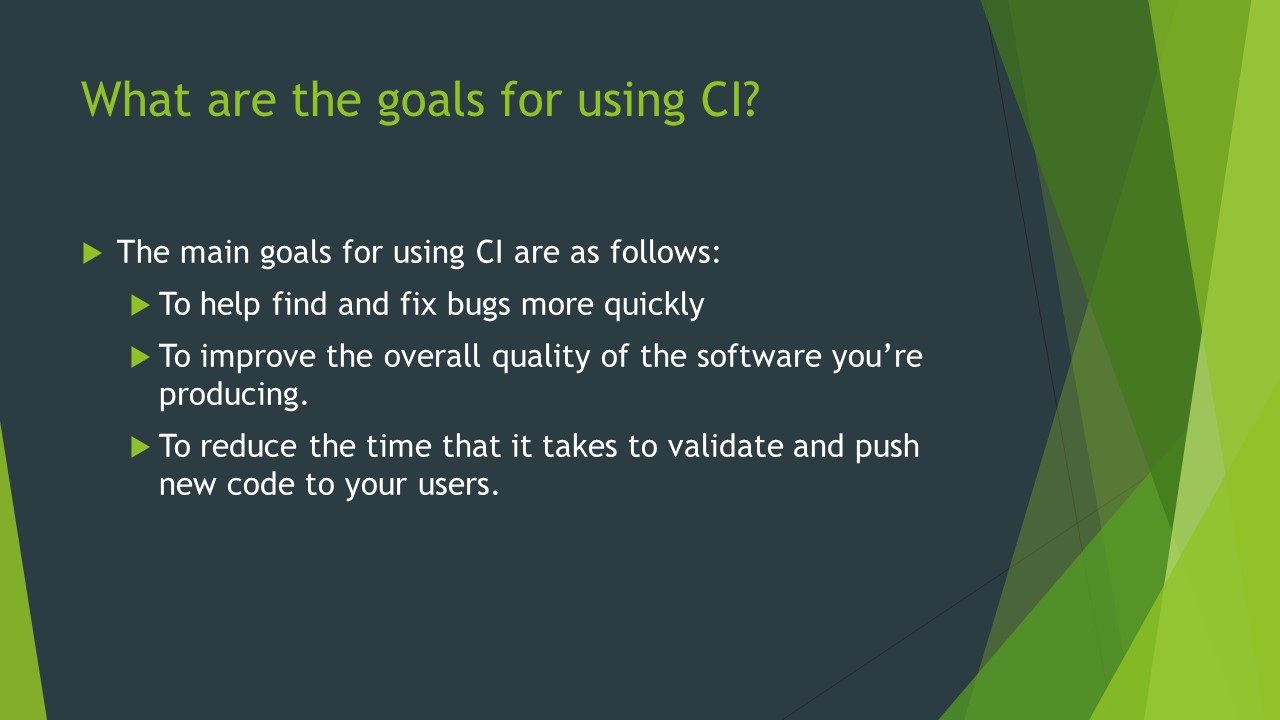 What are the goals for using CI?
The main goals for using CI are as follows:
To help find and fix bugs more quickly
To improve the overall quality of the software you’re
producing.
To reduce the time that it takes to validate and push
new code to your users.